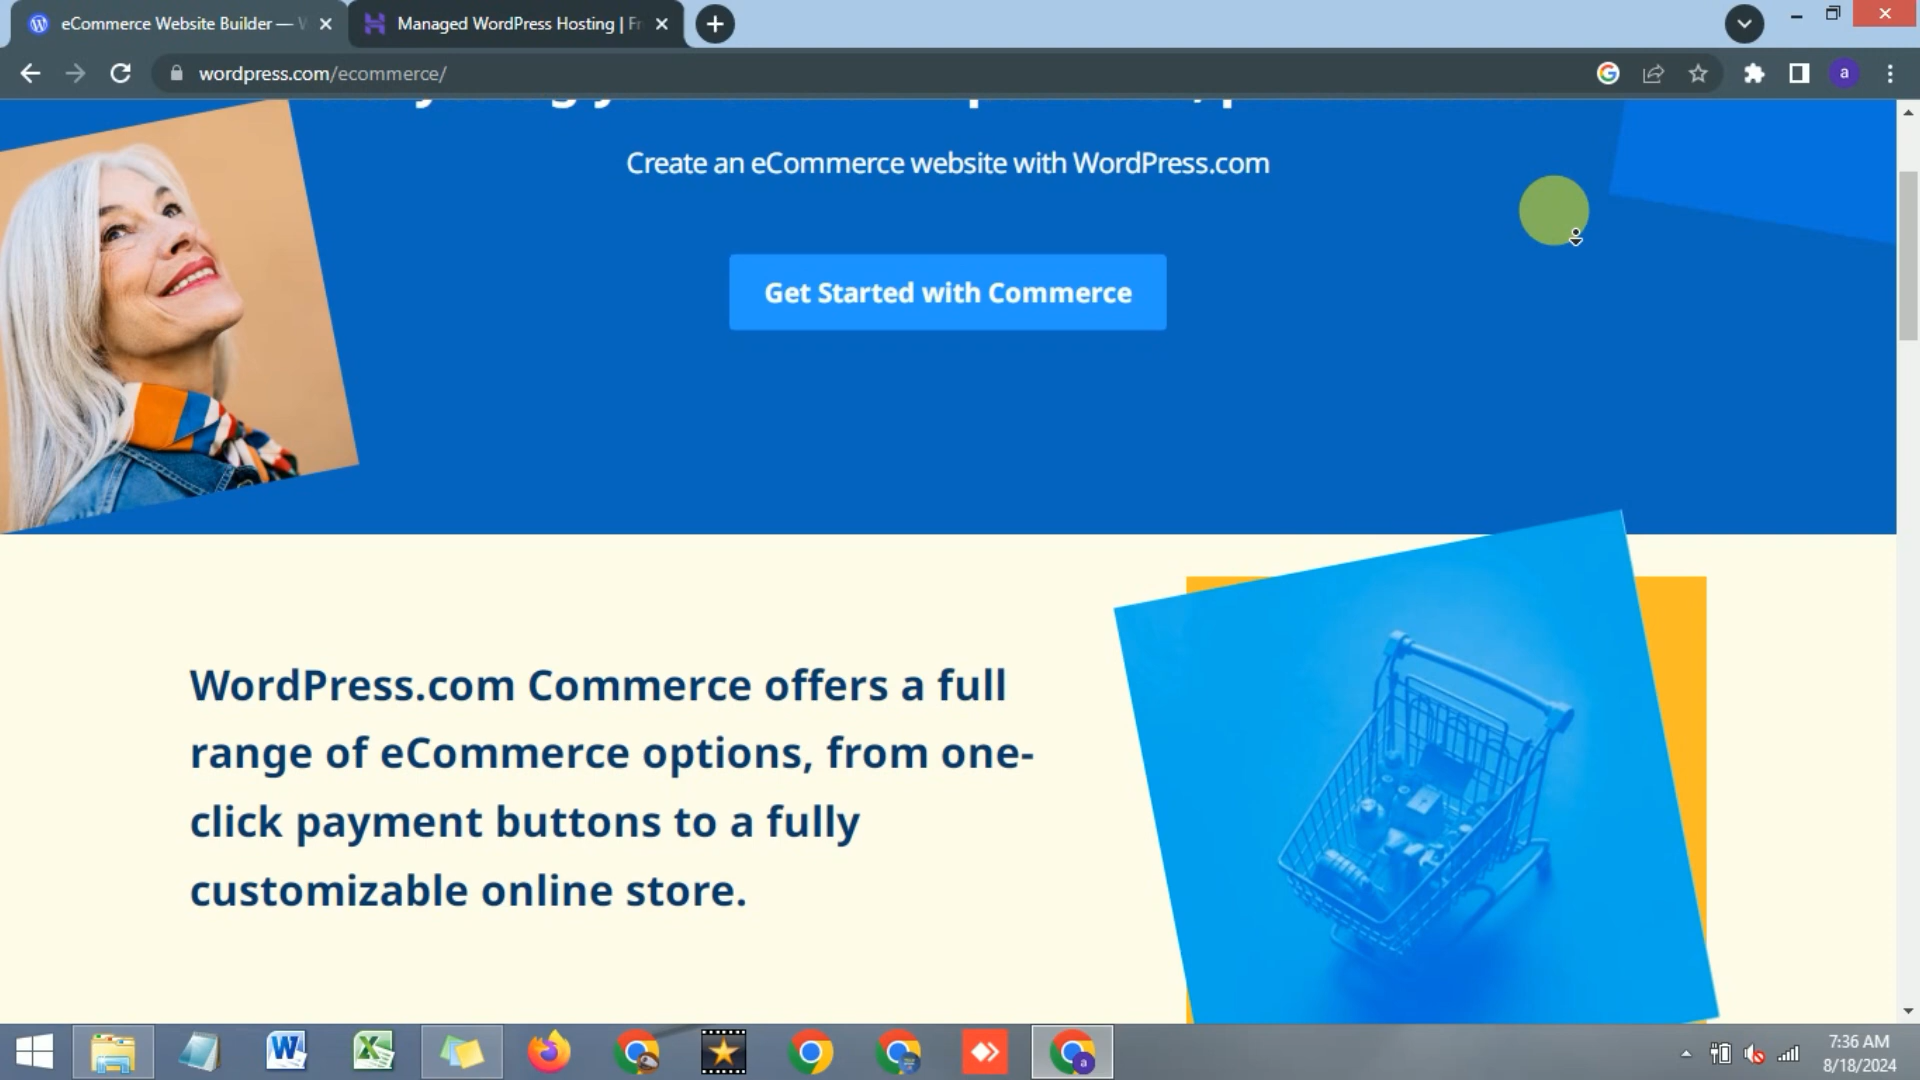 eCommerce Website Builder —
Managed WordPress Hosting | Fr
wordpress.com/ecommerce/
a
Create an eCommerce website with WordPress.com
Get Started with Commerce
WordPress.com Commerce offers a full
range of eCommerce options, from one-
click payment buttons to a fully
customizable online store.
7:36 AM
8/18/2024